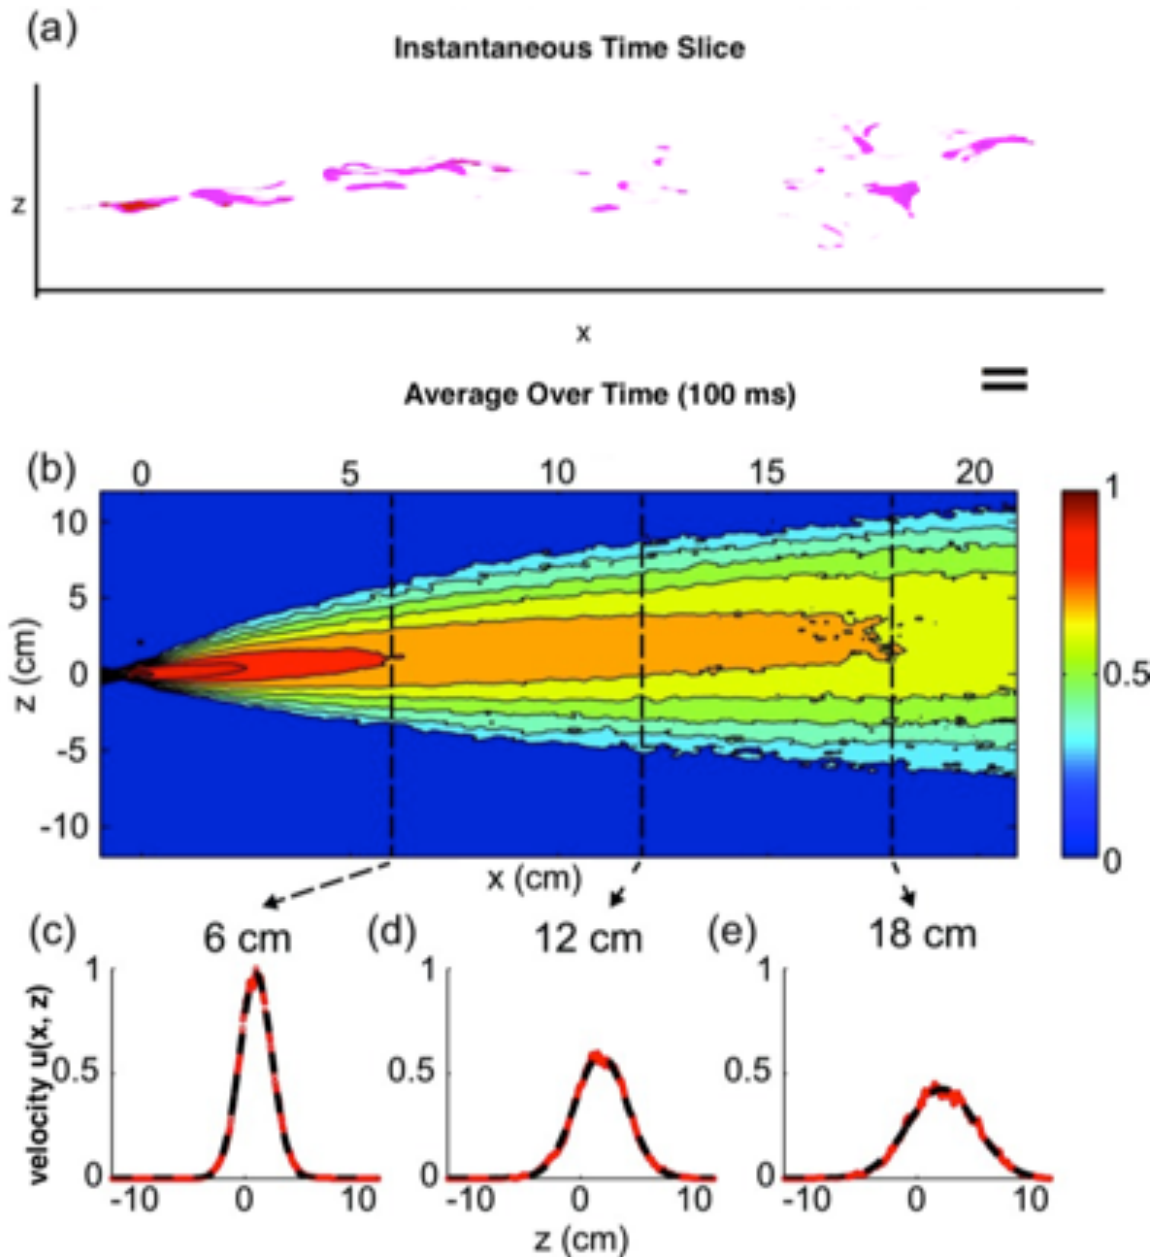 (a)
Instantaneous Time Slice
z
x
=
Average Over Time (100 ms)
(b)
0 5 10 15 20
10
5
0
-5
-10
z (cm)
x (cm)
1
0.5
0
(c) 6 cm
(d) 12 cm
(e) 18 cm
velocity u(x, z)
1
0.5
0
-10 0 10
1
0.5
0
-10 0 10
1
0.5
0
-10 0 10
z (cm)